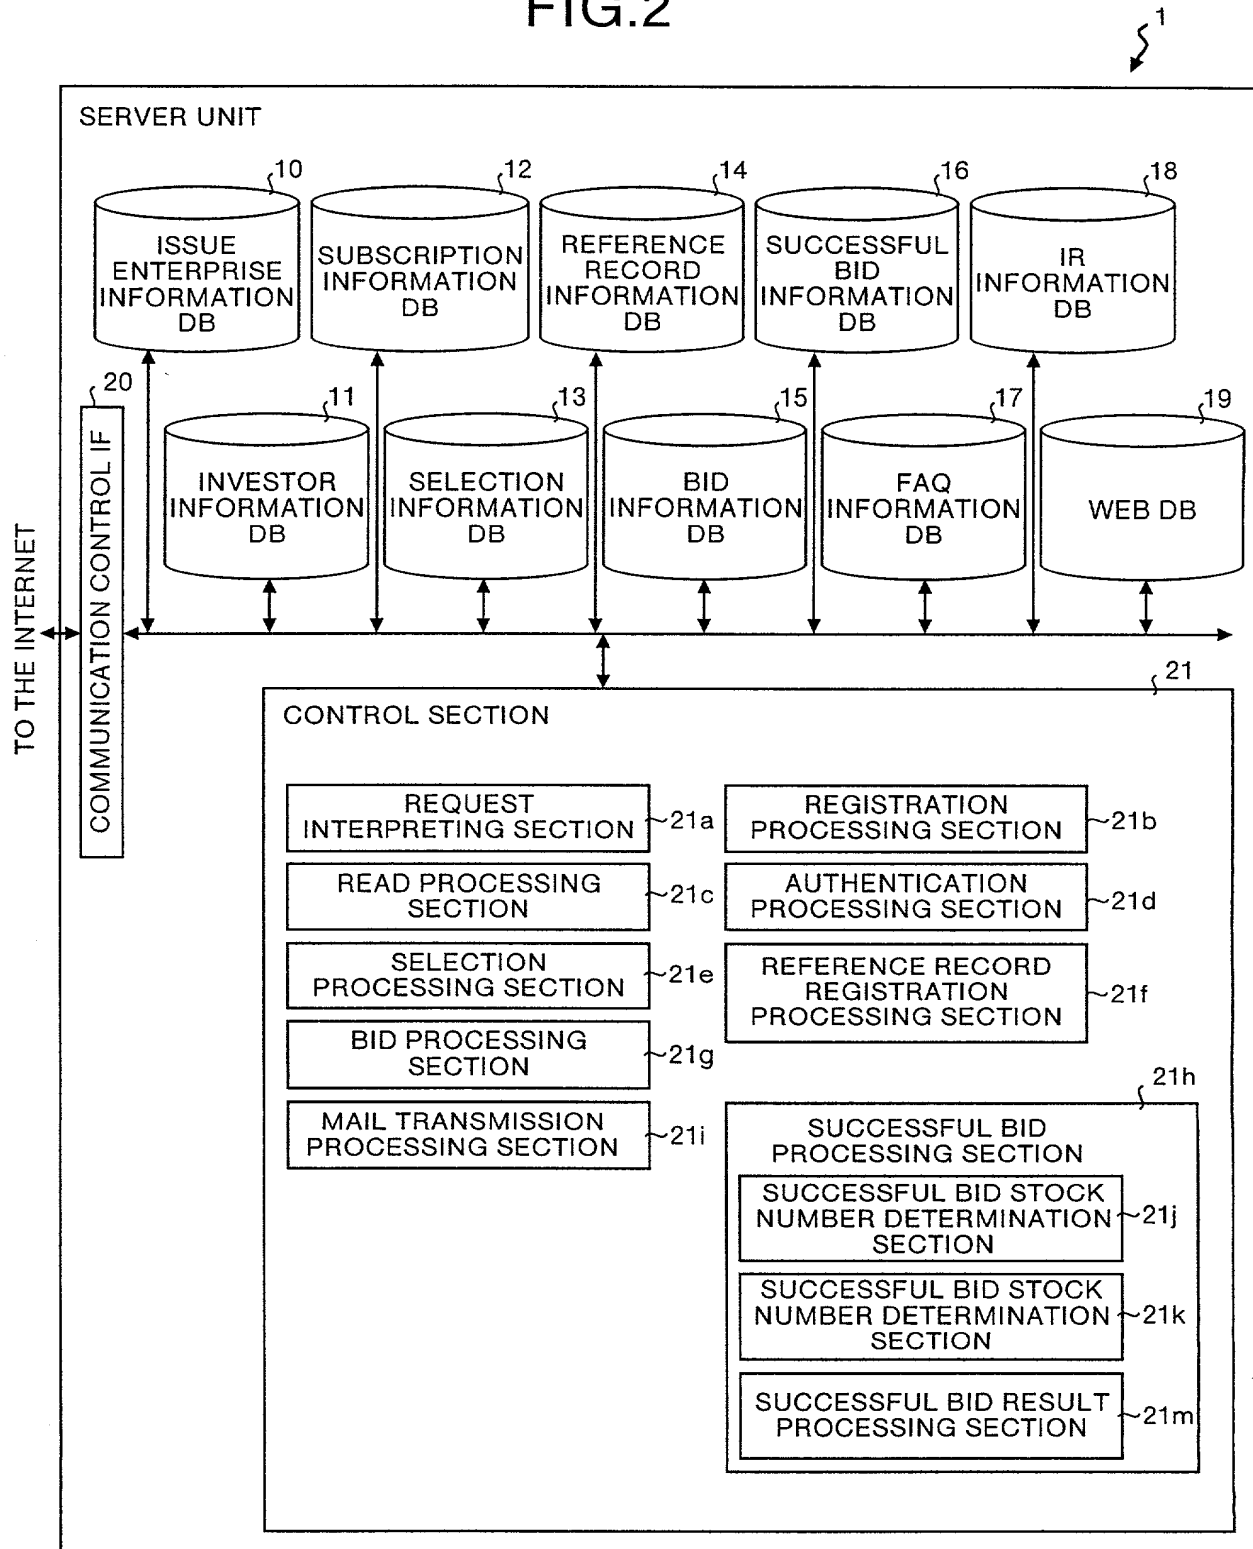 FIG.2
1
SERVER UNIT
10
12
14
16
18
ISSUE
ENTERPRISE
INFORMATION
DB
SUBSCRIPTION
INFORMATION
DB
REFERENCE
RECORD
INFORMATION
DB
SUCCESSFUL
BID
INFORMATION
DB
IR
INFORMATION
DB
20
11
13
15
17
19
INVESTOR
INFORMATION
DB
SELECTION
INFORMATION
DB
BID
INFORMATION
DB
FAQ
INFORMATION
DB
WEB DB
TO THE INTERNET
COMMUNICATION CONTROL IF
21
CONTROL SECTION
REQUEST
INTERPRETING SECTION
21a
REGISTRATION
PROCESSING SECTION
21b
READ PROCESSING
SECTION
21c
AUTHENTICATION
PROCESSING SECTION
21d
SELECTION
PROCESSING SECTION
21e
REFERENCE RECORD
REGISTRATION
PROCESSING SECTION
21f
BID PROCESSING
SECTION
21g
MAIL TRANSMISSION
PROCESSING SECTION
21i
21h
SUCCESSFUL BID
PROCESSING SECTION
SUCCESSFUL BID STOCK
NUMBER DETERMINATION
SECTION
21j
SUCCESSFUL BID STOCK
NUMBER DETERMINATION
SECTION
21k
SUCCESSFUL BID RESULT
PROCESSING SECTION
21m